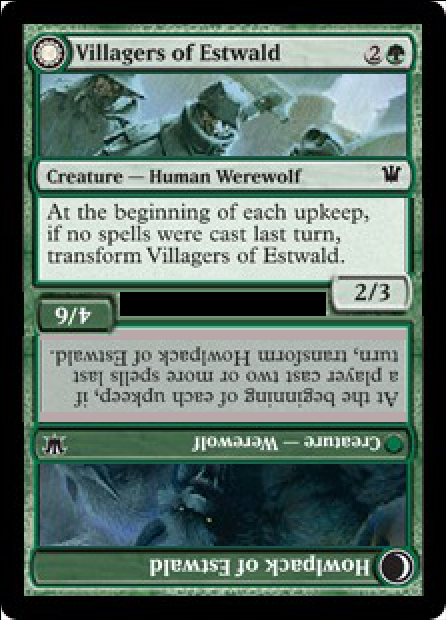 Villagers of Estwald 2
Creature — Human Werewolf
At the beginning of each upkeep,
if no spells were cast last turn,
transform Villagers of Estwald.
2/3
Howlpack of Estwald
Creature — Werewolf
At the beginning of each upkeep, if
a player cast two or more spells last
turn, transform Howlpack of Estwald.
4/6